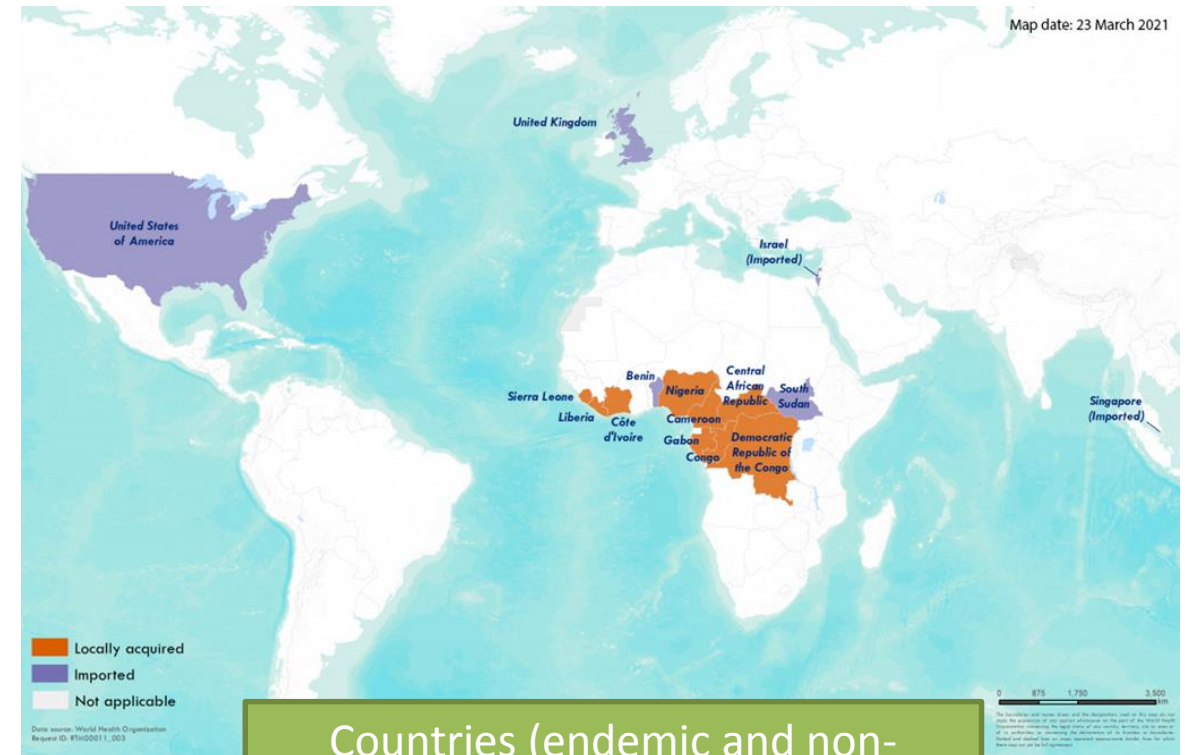 Map date: 23 March 2021
United Kingdom
United States
of America
Israel
(Imported)
Benin
Nigeria
Central
African
Republic
South
Sudan
Sierra Leone
Liberia
Côte
d'Ivoire
Cameroon
Gabon
Congo
Democratic
Republic of
the Congo
Singapore
(Imported)
Locally acquired
Imported
Not applicable
Data source: World Health Organization
0 875 1,750 3,500
km
Countries (endemic and non-